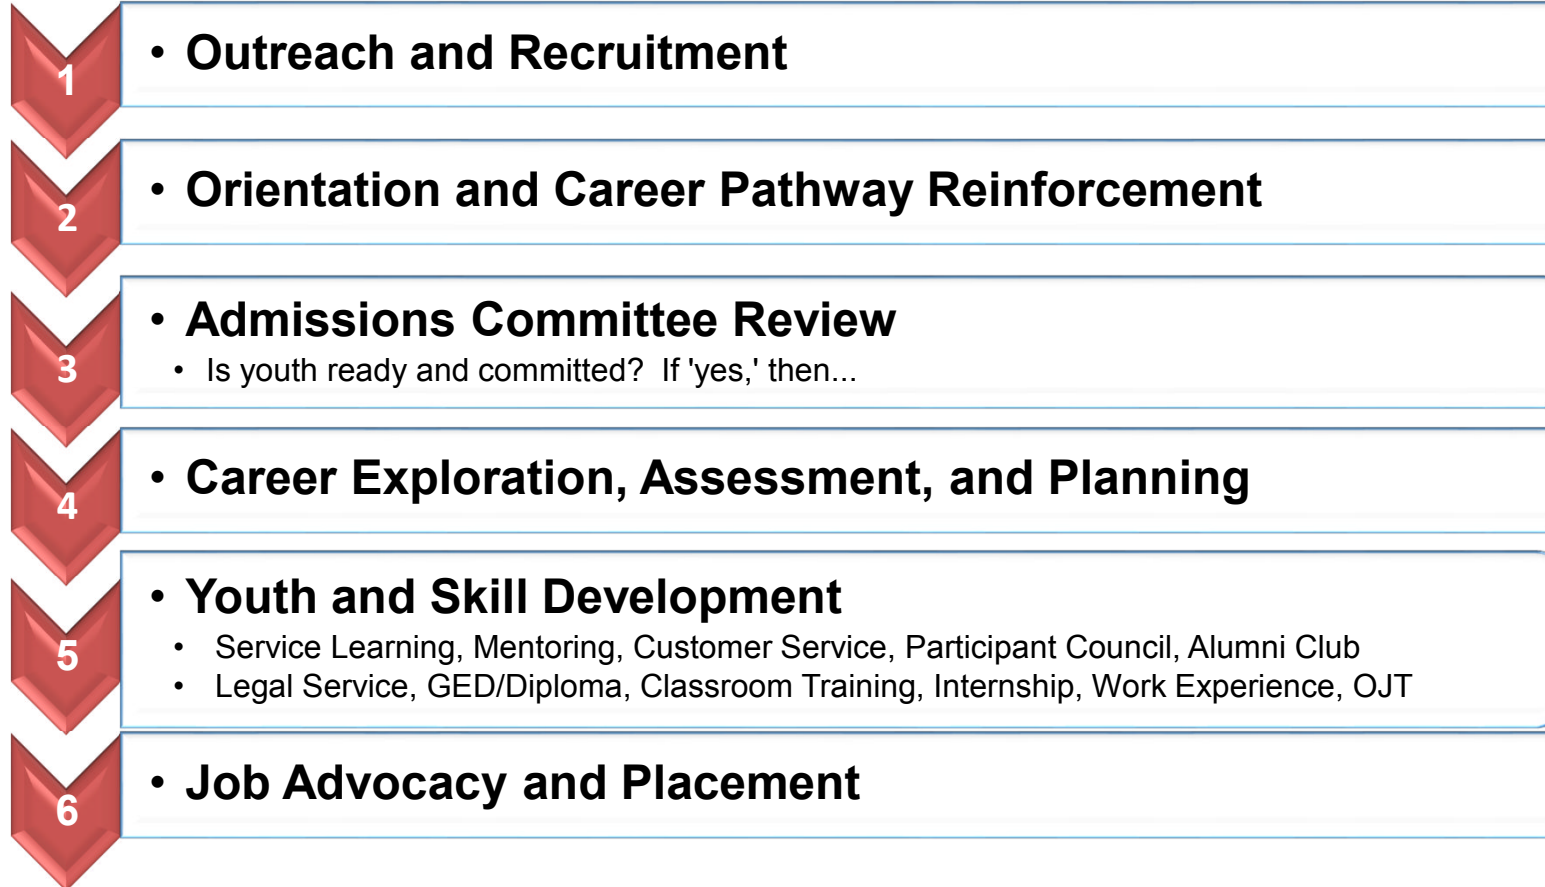 1
• Outreach and Recruitment
2
• Orientation and Career Pathway Reinforcement
3
• Admissions Committee Review
• Is youth ready and committed?  If 'yes,' then...
4
• Career Exploration, Assessment, and Planning
5
• Youth and Skill Development
• Service Learning, Mentoring, Customer Service, Participant Council, Alumni Club
• Legal Service, GED/Diploma, Classroom Training, Internship, Work Experience, OJT
6
• Job Advocacy and Placement